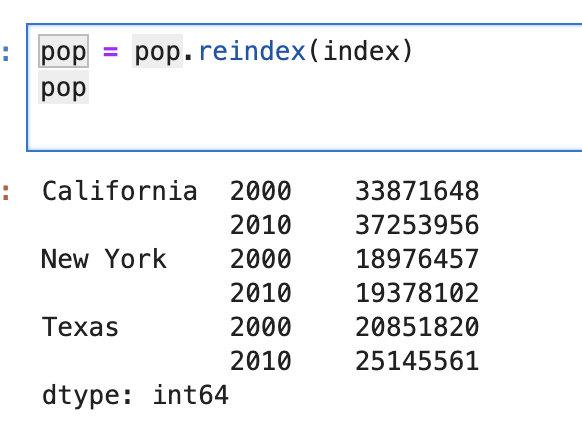 : pop = pop.reindex(index)
pop
: California 2000 33871648
2010 37253956
New York 2000 18976457
2010 19378102
Texas 2000 20851820
2010 25145561
dtype: int64